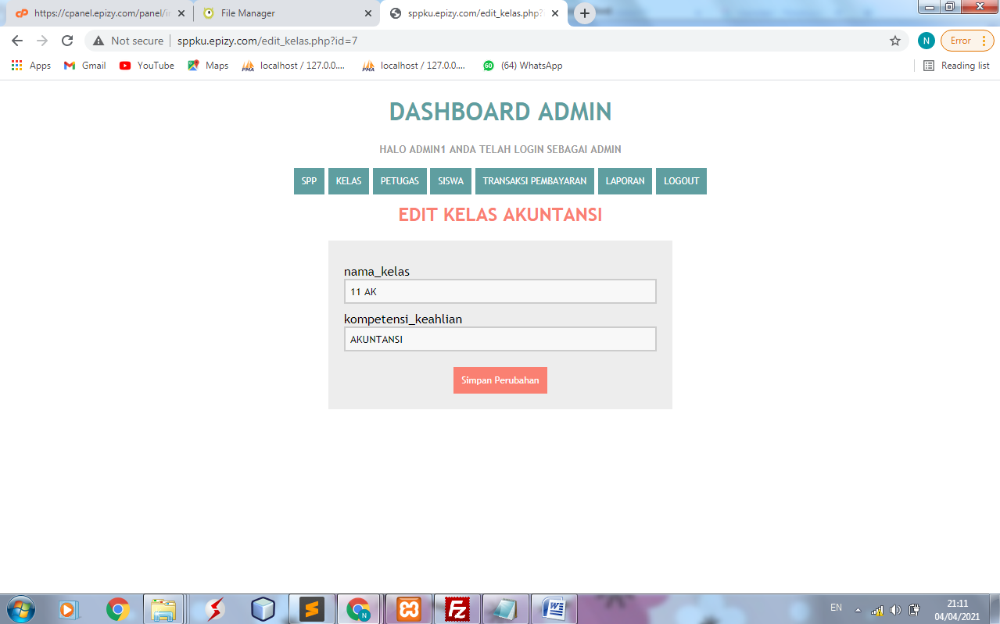 https://cpanel.epizy.com/panel/in
File Manager
sppku.epizy.com/edit_kelas.php?
Not secure
sppku.epizy.com/edit_kelas.php?id=7
N
Error
Apps
Gmail
YouTube
Maps
localhost / 127.0.0....
localhost / 127.0.0....
(64) WhatsApp
Reading list
DASHBOARD ADMIN
HALO ADMIN1 ANDA TELAH LOGIN SEBAGAI ADMIN
SPP
KELAS
PETUGAS
SISWA
TRANSAKSI PEMBAYARAN
LAPORAN
LOGOUT
EDIT KELAS AKUNTANSI
nama_kelas
11 AK
kompetensi_keahlian
AKUNTANSI
Simpan Perubahan
EN
21:11
04/04/2021